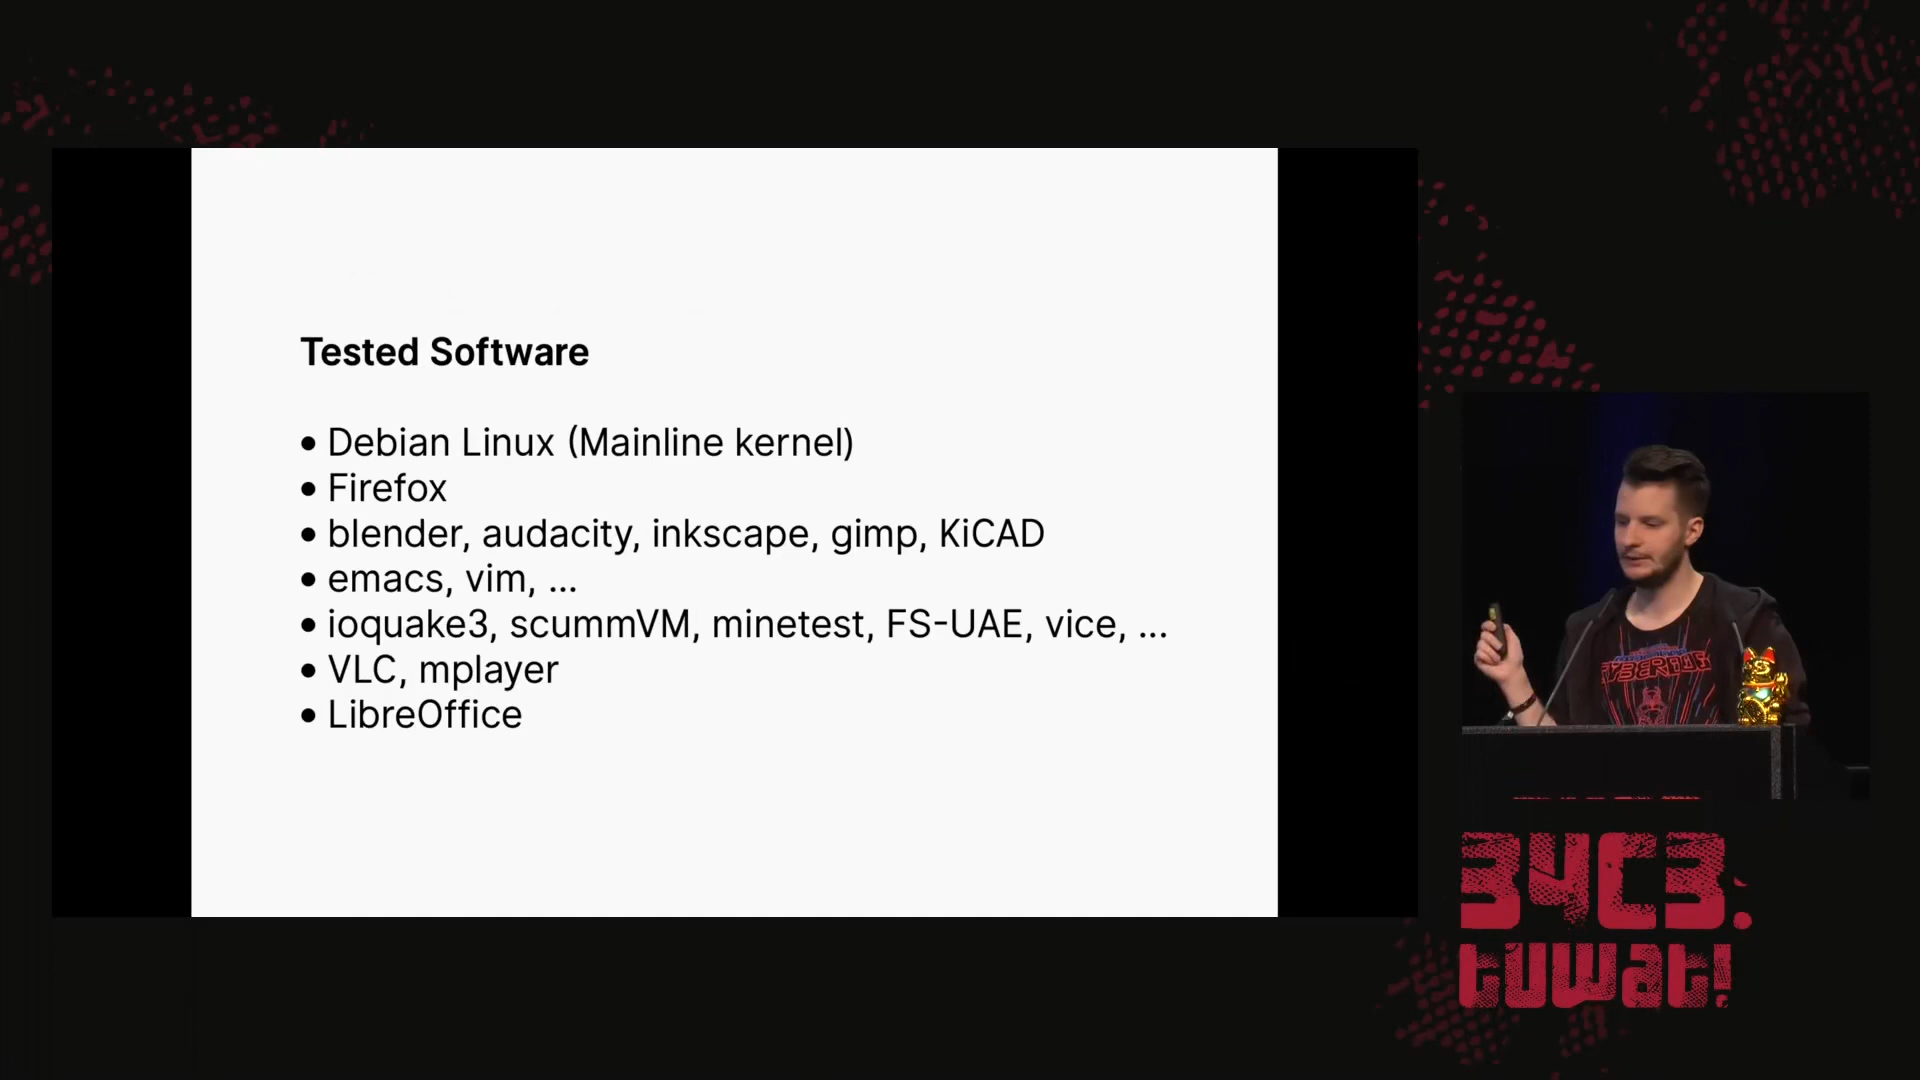 Tested Software
• Debian Linux (Mainline kernel)
• Firefox
• blender, audacity, inkscape, gimp, KiCAD
• emacs, vim, ...
• ioquake3, scummVM, minetest, FS-UAE, vice, ...
• VLC, mplayer
• LibreOffice
34C3.
tuwat!